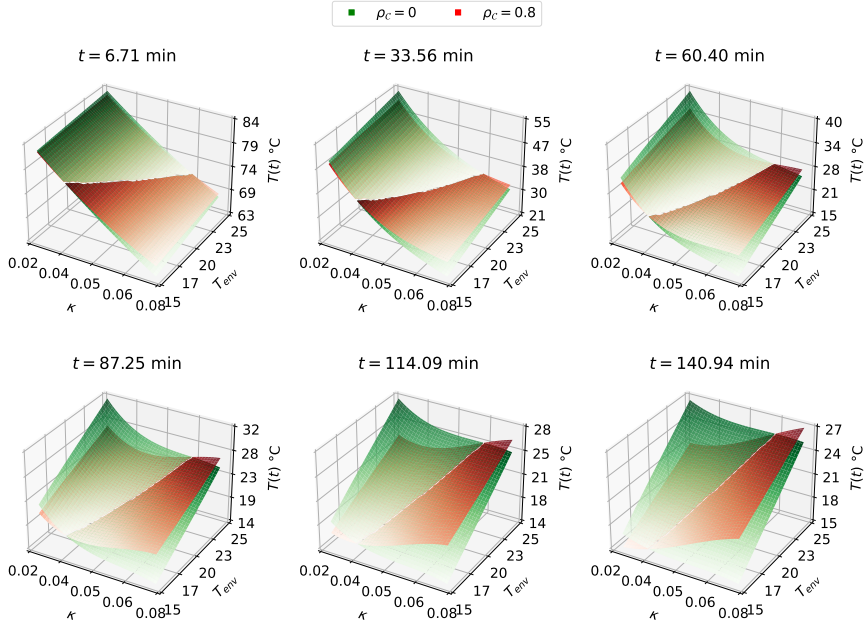 ρ_C = 0 ρ_C = 0.8
t = 6.71 min t = 33.56 min t = 60.40 min
84 79 74 69 63
T(t) °C
25 23 20 17 15
T_env
0.02 0.04 0.05 0.06 0.08
κ
55 47 38 30 21
T(t) °C
25 23 20 17 15
T_env
0.02 0.04 0.05 0.06 0.08
κ
40 34 28 21 15
T(t) °C
25 23 20 17 15
T_env
0.02 0.04 0.05 0.06 0.08
κ
t = 87.25 min t = 114.09 min t = 140.94 min
32 28 23 19 14
T(t) °C
25 23 20 17 15
T_env
0.02 0.04 0.05 0.06 0.08
κ
28 25 21 18 14
T(t) °C
25 23 20 17 15
T_env
0.02 0.04 0.05 0.06 0.08
κ
27 24 21 18 15
T(t) °C
25 23 20 17 15
T_env
0.02 0.04 0.05 0.06 0.08
κ